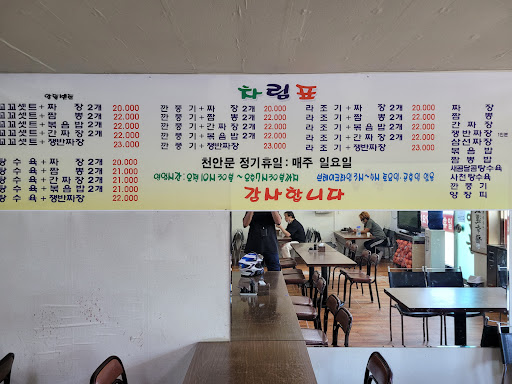 차림표
꼬꼬셋트+짜 장2개 20.000
꼬꼬셋트+짬 뽕2개 22.000
꼬꼬셋트+볶음밥2개 22.000
꼬꼬셋트+간짜장2개 22.000
꼬꼬셋트+쟁반짜장 23.000
탕수육+짜 장2개 20.000
탕수육+짬 뽕2개 21.000
탕수육+간짜장2개 21.000
탕수육+볶음밥2개 21.000
탕수육+쟁반짜장 22.000
깐풍기+짜 장2개 20.000
깐풍기+짬 뽕2개 22.000
깐풍기+간짜장2개 22.000
깐풍기+볶음밥2개 22.000
깐풍기+쟁반짜장 23.000
라조기+짜 장2개 20.000
라조기+짬 뽕2개 22.000
라조기+볶음밥2개 22.000
라조기+간짜장2개 22.000
라조기+쟁반짜장 23.000
짜 장
짬 뽕
간 짜 장
쟁반짜장
삼선짜장
볶 음 밥
짬 뽕 밥
새콤달콤탕수육
사천탕수육
깐 풍 기
양 장 피
천안문 정기휴일 : 매주 일요일
감사합니다